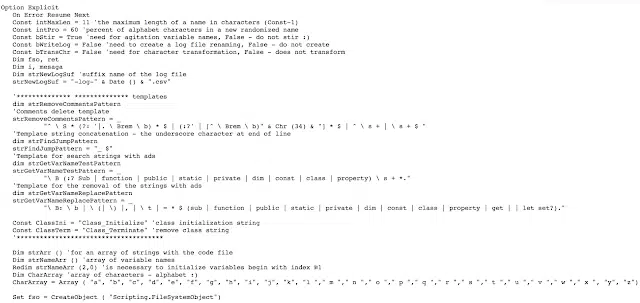 Option Explicit
On Error Resume Next
Const intMaxLen = 11 'the maximum length of a name in characters (Const-1)
Const intPro = 60 'percent of alphabet characters in a new randomized name
Const bStir = True 'need for agitation variable names, False - do not stir :)
Const bWriteLog = False 'need to create a log file renaming, False - do not create
Const bTransChr = False 'need for character transformation, False - does not transform
Dim fso, ret
Dim i, mesaga
Dim strNewLogSuf 'suffix name of the log file
strNewLogSuf = "-log-" & Date () & ".csv"
'************** ************** templates
dim strRemoveCommentsPattern
'Comments delete template
strRemoveCommentsPattern = _
"^ \ S * (?: '|. \ Brem \ b) * $ | (:?' | [^ \ Brem \ b]" & Chr (34) & "] * $ | ^ \ s + | \ s + $ "
'Template string concatenation - the underscore character at end of line
dim strFindJumpPattern
strFindJumpPattern = "_ $"
'Template for search strings with ads
dim strGetVarNameTestPattern
strGetVarNameTestPattern = _
"\ B (:? Sub | function | public | static | private | dim | const | class | property) \ s + *."
'Template for the removal of the strings with ads
dim strGetVarNameReplacePattern
strGetVarNameReplacePattern = _
"\ B: \ b | \ (| \) |, | \ t | = * $ (sub | function | public | static | private | dim | const | class | property | get | | let set?)."
Const ClassIni = "Class_Initialize" 'class initialization string
Const ClassTerm = "Class_Terminate" 'remove class string
'*************************************
Dim strArr () 'for an array of strings with the code file
Dim strNameArr () 'array of variable names
Redim strNameArr (2,0) 'is necessary to initialize variables begin with index №1
Dim CharArray 'array of characters - alphabet :)
CharArray = Array ( "a", "b", "c", "d", "e", "f", "g", "h", "i", "j", "k", "l ", "m ", "n ", "o ", "p ", "q ", "r ", "s ", "t ", "u ", "v ", "w ", "x ", "y", "z")
Set fso = CreateObject ( "Scripting.FileSystemObject")